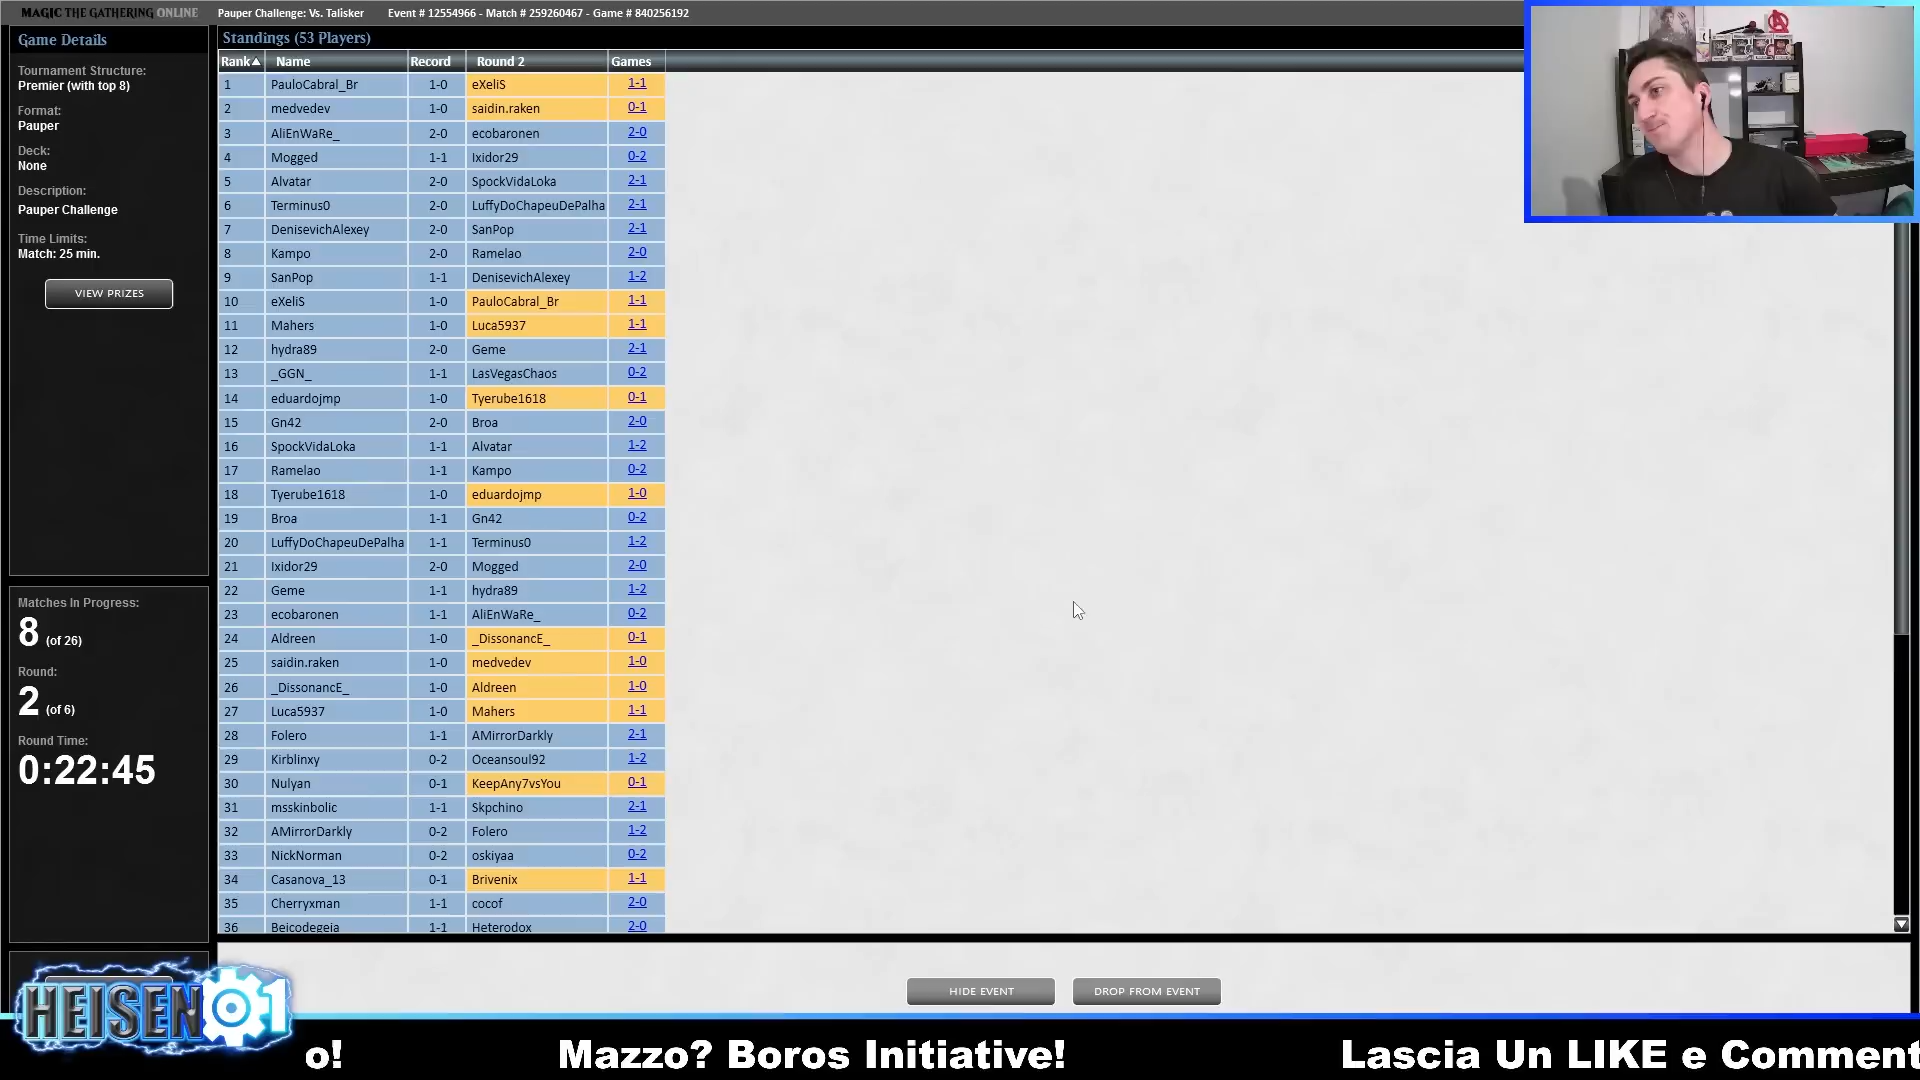 MAGIC THE GATHERING ONLINE
Pauper Challenge: Vs. Talisker Event # 12554966 - Match # 259260467 - Game # 840256192
Game Details
Tournament Structure:
Premier (with top 8)
Format:
Pauper
Deck:
None
Description:
Pauper Challenge
Time Limits:
Match: 25 min.
VIEW PRIZES
Matches In Progress:
8 (of 26)
Round:
2 (of 6)
Round Time:
0:22:45
Standings (53 Players)
Rank Name Record Round 2 Games
1 PauloCabral_Br 1-0 eXeliS 1-1
2 medvedev 1-0 saidin.raken 0-1
3 AliEnWaRe_ 2-0 ecobaronen 2-0
4 Mogged 1-1 Ixidor29 0-2
5 Alvatar 2-0 SpockVidaLoka 2-1
6 Terminus0 2-0 LuffyDoChapeuDePalha 2-1
7 DenisevichAlexey 2-0 SanPop 2-1
8 Kampo 2-0 Ramelao 2-0
9 SanPop 1-1 DenisevichAlexey 1-2
10 eXeliS 1-0 PauloCabral_Br 1-1
11 Mahers 1-0 Luca5937 1-1
12 hydra89 2-0 Geme 2-1
13 _GGN_ 1-1 LasVegasChaos 0-2
14 eduardojmp 1-0 Tyerube1618 0-1
15 Gn42 2-0 Broa 2-0
16 SpockVidaLoka 1-1 Alvatar 1-2
17 Ramelao 1-1 Kampo 0-2
18 Tyerube1618 1-0 eduardojmp 1-0
19 Broa 1-1 Gn42 0-2
20 LuffyDoChapeuDePalha 1-1 Terminus0 1-2
21 Ixidor29 2-0 Mogged 2-0
22 Geme 1-1 hydra89 1-2
23 ecobaronen 1-1 AliEnWaRe_ 0-2
24 Aldreen 1-0 _DissonancE_ 0-1
25 saidin.raken 1-0 medvedev 1-0
26 _DissonancE_ 1-0 Aldreen 1-0
27 Luca5937 1-0 Mahers 1-1
28 Folero 1-1 AMirrorDarkly 2-1
29 Kirblinxy 0-2 Oceansoul92 1-2
30 Nulyan 0-1 KeepAny7vsYou 0-1
31 msskinbolic 1-1 Skpchino 2-1
32 AMirrorDarkly 0-2 Folero 1-2
33 NickNorman 0-2 oskiyaa 0-2
34 Casanova_13 0-1 Brivenix 1-1
35 Cherryxman 1-1 cocof 2-0
36 Beicodegeia 1-1 Heterodox 2-0
HIDE EVENT DROP FROM EVENT
HEISEN01
o! Mazzo? Boros Initiative! Lascia Un LIKE e Comment